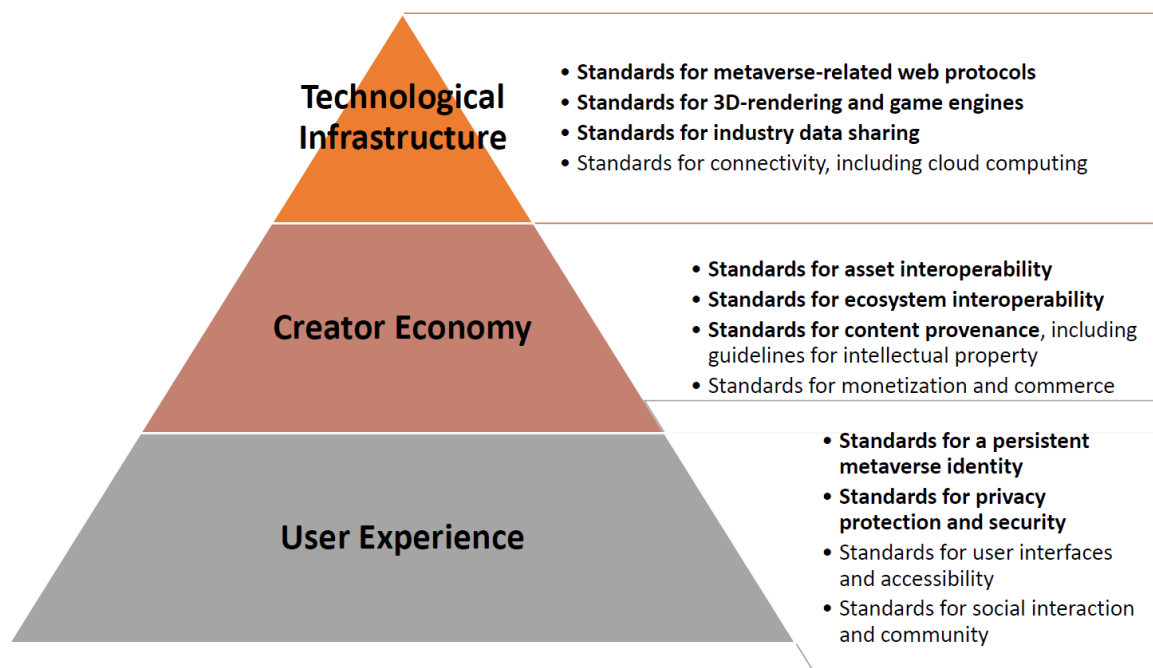 Technological
Infrastructure
• Standards for metaverse-related web protocols
• Standards for 3D-rendering and game engines
• Standards for industry data sharing
• Standards for connectivity, including cloud computing
Creator Economy
• Standards for asset interoperability
• Standards for ecosystem interoperability
• Standards for content provenance, including
guidelines for intellectual property
• Standards for monetization and commerce
User Experience
• Standards for a persistent
metaverse identity
• Standards for privacy
protection and security
• Standards for user interfaces
and accessibility
• Standards for social interaction
and community